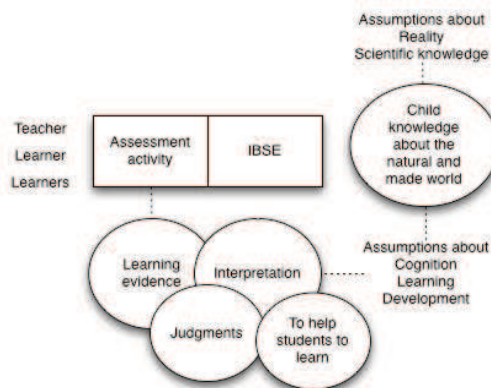 Assumptions about
Reality
Scientific knowledge
Teacher
Learner
Learners
Assessment
activity
IBSE
Child
knowledge
about the
natural and
made world
Learning
evidence
Interpretation
Judgments
To help
students to
learn
Assumptions about
Cognition
Learning
Development